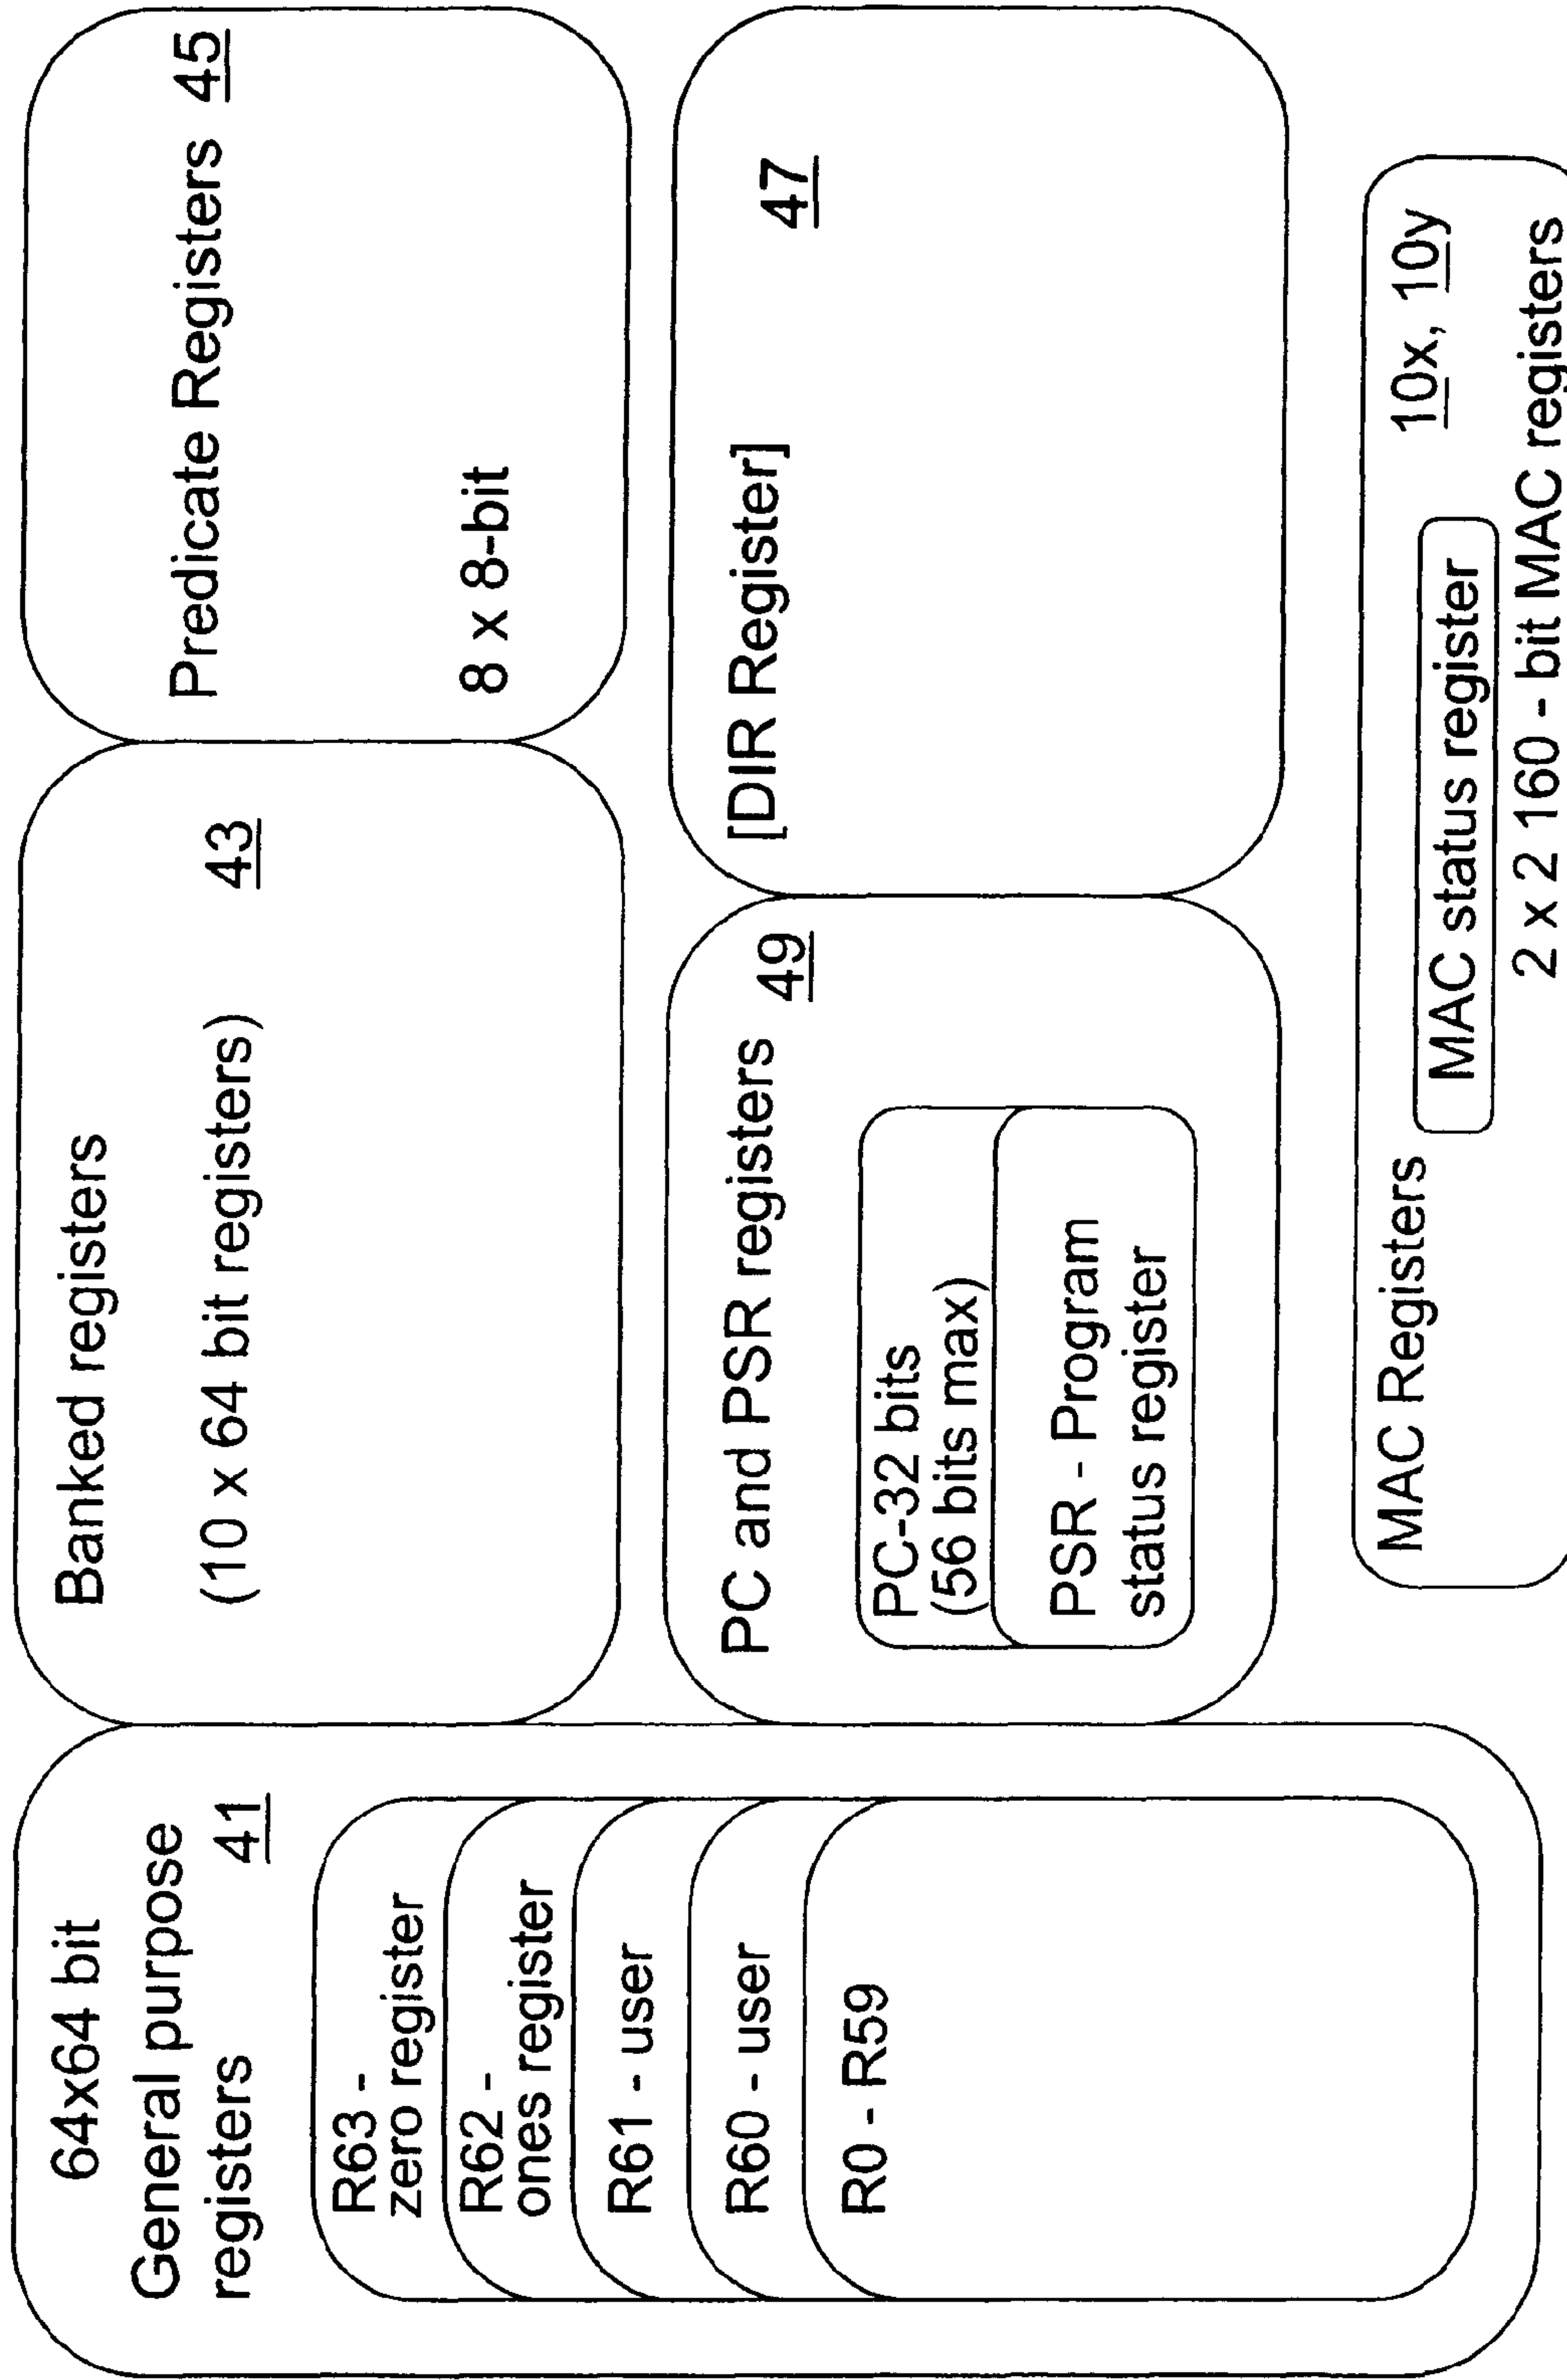 64x64 bit
General purpose
registers 41
R63 -
zero register
R62 -
ones register
R61 - user
R60 - user
R0 - R59
Banked registers
(10 x 64 bit registers) 43
Predicate Registers 45
8 x 8-bit
PC and PSR registers 49
PC-32 bits
(56 bits max)
PSR - Program
status register
[DIR Register] 47
MAC Registers 10x, 10y
MAC status register
2 x 2 160 - bit MAC registers